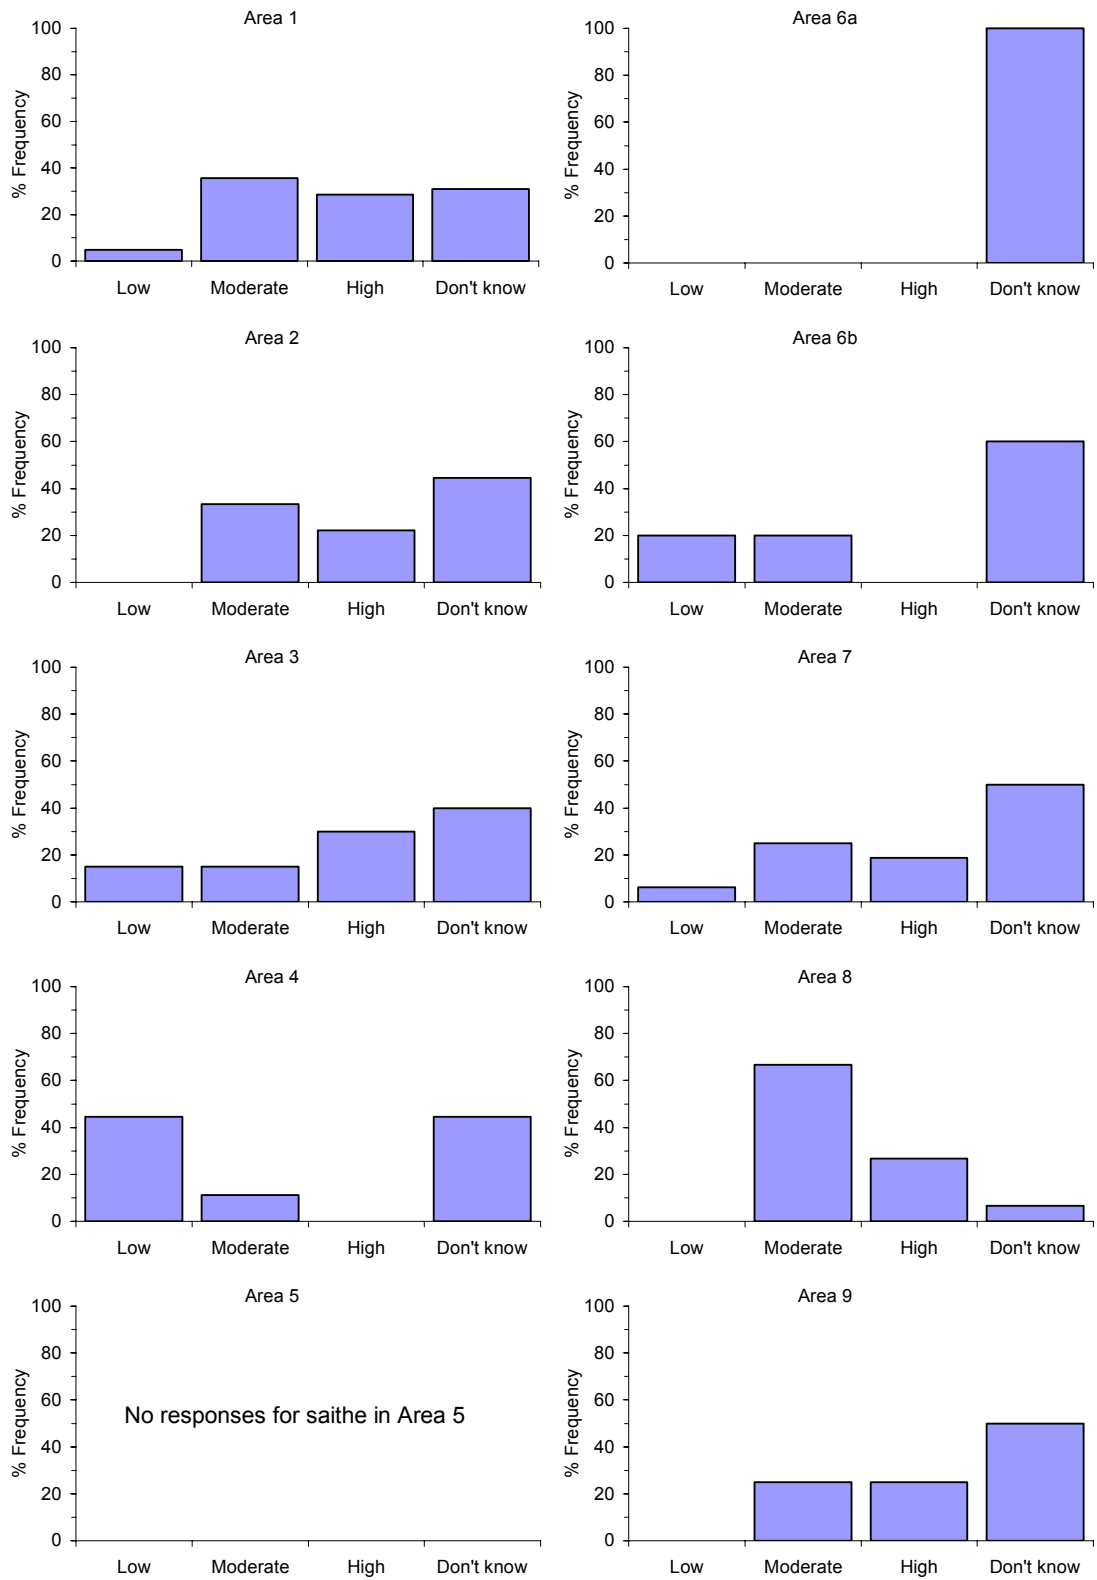 Area 1
100
80
60
40
20
0
% Frequency
Low Moderate High Don't know
Area 6a
100
80
60
40
20
0
% Frequency
Low Moderate High Don't know
Area 2
100
80
60
40
20
0
% Frequency
Low Moderate High Don't know
Area 6b
100
80
60
40
20
0
% Frequency
Low Moderate High Don't know
Area 3
100
80
60
40
20
0
% Frequency
Low Moderate High Don't know
Area 7
100
80
60
40
20
0
% Frequency
Low Moderate High Don't know
Area 4
100
80
60
40
20
0
% Frequency
Low Moderate High Don't know
Area 8
100
80
60
40
20
0
% Frequency
Low Moderate High Don't know
Area 5
100
80
60
40
20
0
% Frequency
No responses for saithe in Area 5
Low Moderate High Don't know
Area 9
100
80
60
40
20
0
% Frequency
Low Moderate High Don't know